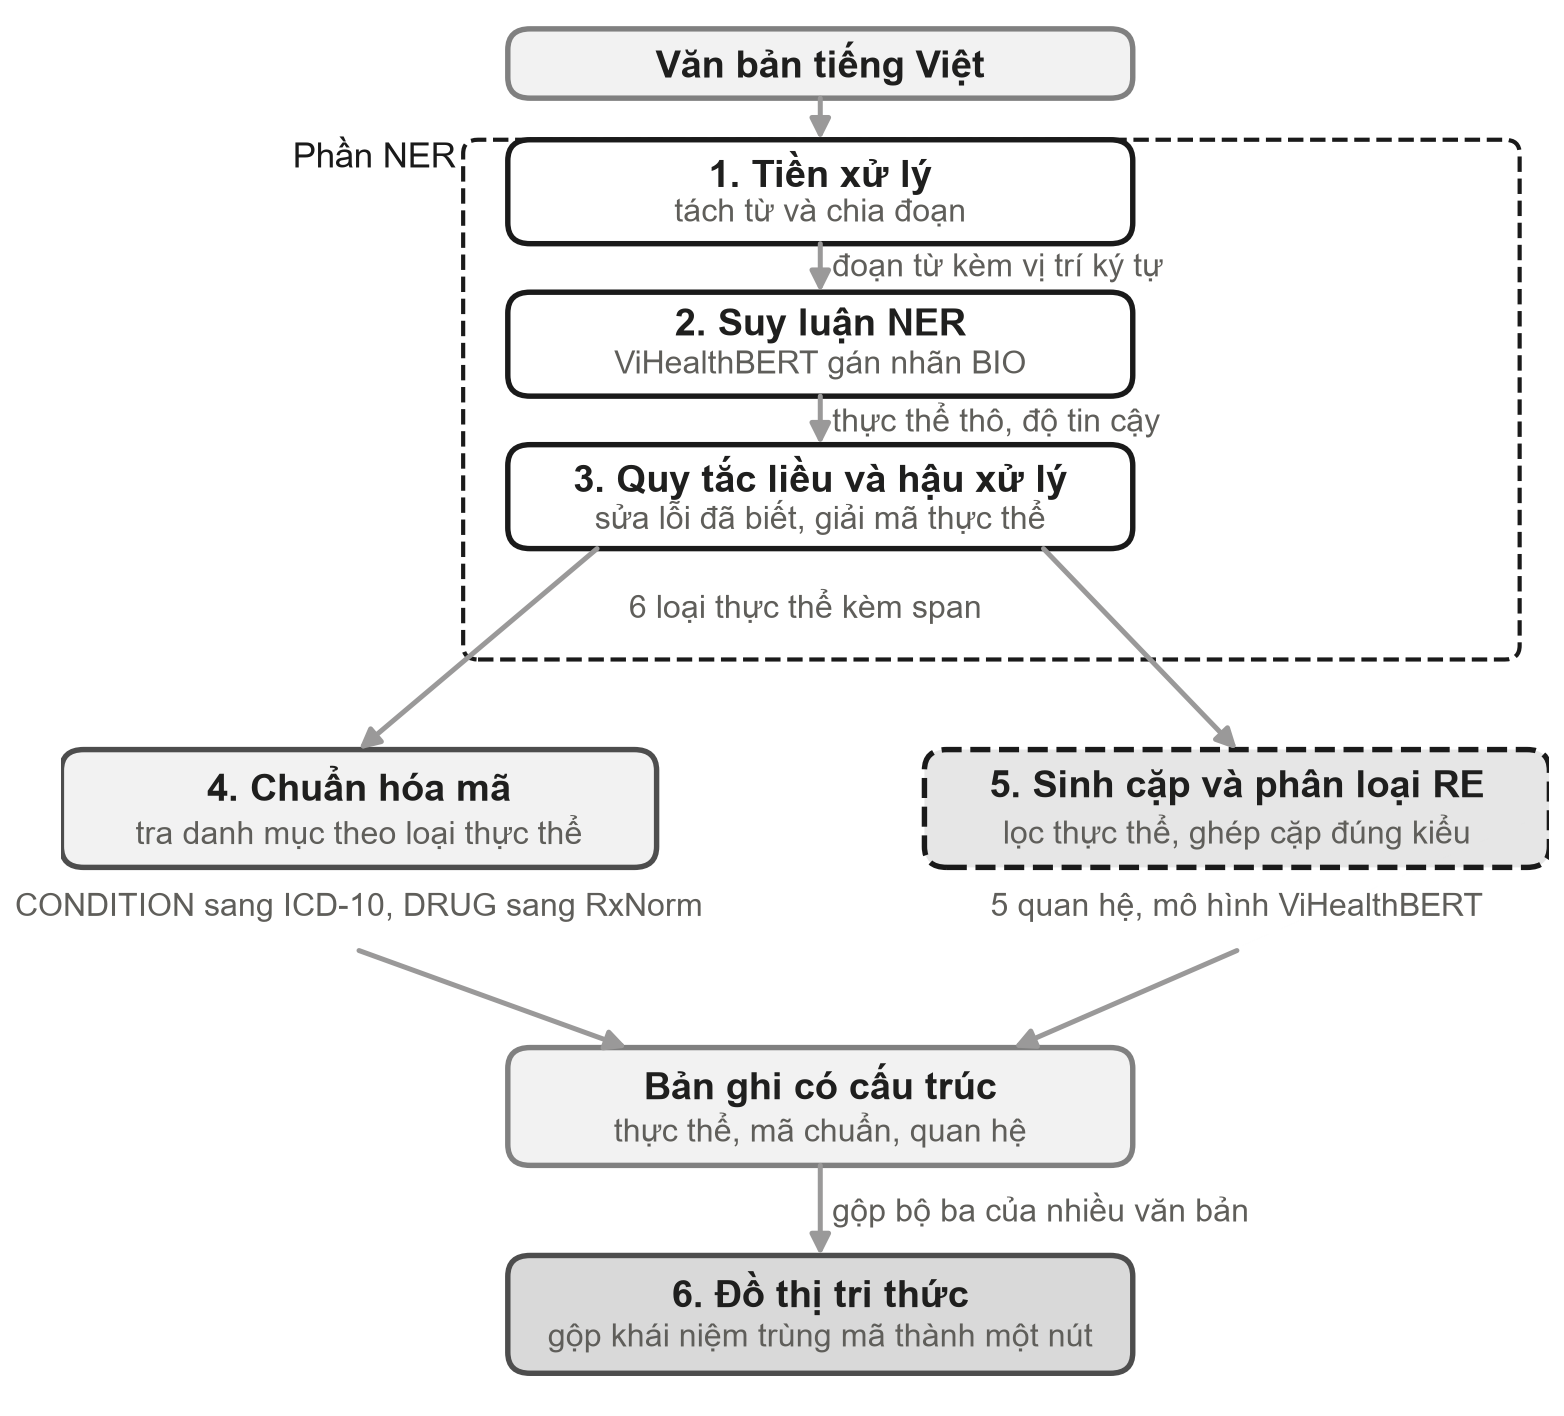 Văn bản tiếng Việt
Phần NER
1. Tiền xử lý
tách từ và chia đoạn
đoạn từ kèm vị trí ký tự
2. Suy luận NER
ViHealthBERT gán nhãn BIO
thực thể thô, độ tin cậy
3. Quy tắc liều và hậu xử lý
sửa lỗi đã biết, giải mã thực thể
6 loại thực thể kèm span
4. Chuẩn hóa mã
tra danh mục theo loại thực thể
CONDITION sang ICD-10, DRUG sang RxNorm
5. Sinh cặp và phân loại RE
lọc thực thể, ghép cặp đúng kiểu
5 quan hệ, mô hình ViHealthBERT
Bản ghi có cấu trúc
thực thể, mã chuẩn, quan hệ
gộp bộ ba của nhiều văn bản
6. Đồ thị tri thức
gộp khái niệm trùng mã thành một nút